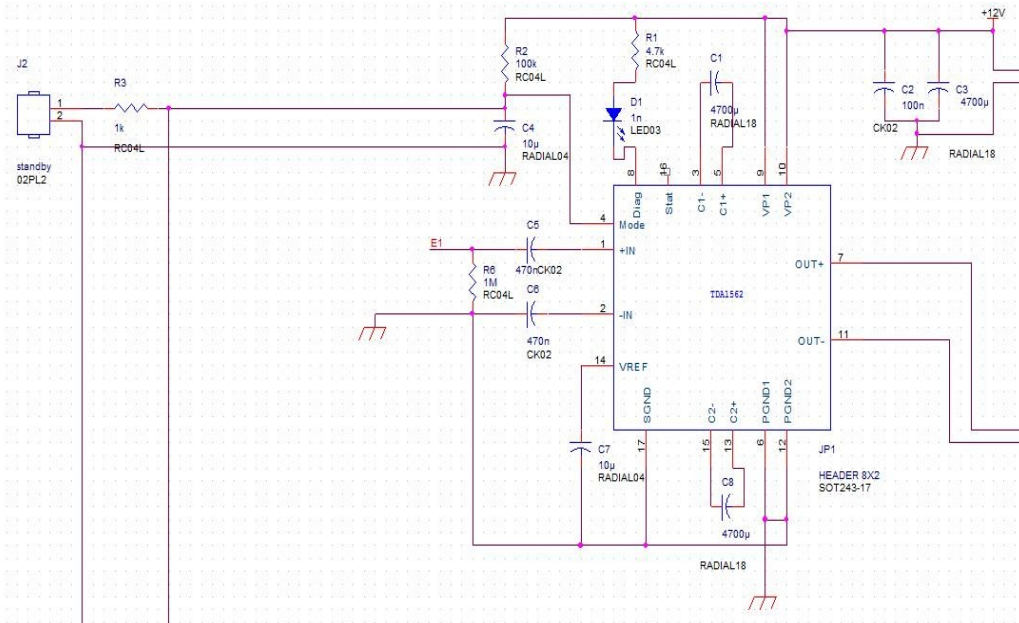 +12V
J2
R3
1
2
1k
RC04L
standby
02PL2
R2
100k
RC04L
R1
4.7k
RC04L
C1
4700µ
RADIAL18
D1
1n
LED03
C4
10µ
RADIAL04
C2
100n
CK02
C3
4700µ
RADIAL18
8
16
3
5
9
10
Diag
Stat
C1-
C1+
VP1
VP2
4
Mode
E1
C5
470nCK02
1
+IN
R6
1M
RC04L
C6
470n
CK02
2
-IN
14
VREF
TDA1562
OUT+
7
OUT-
11
SGND
C2-
C2+
PGND1
PGND2
17
15
13
6
12
C7
10µ
RADIAL04
C8
4700µ
RADIAL18
JP1
HEADER 8X2
SOT243-17